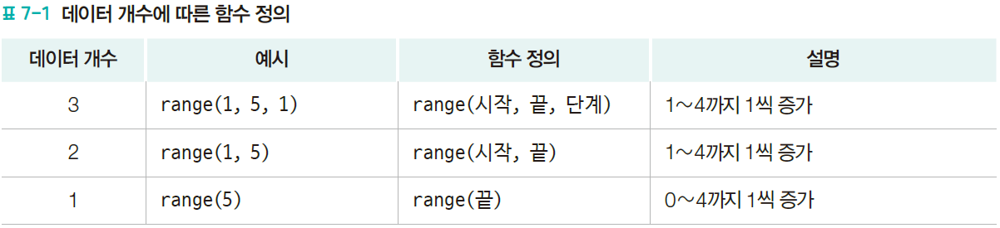 표 7-1 데이터 개수에 따른 함수 정의
데이터 개수 예시 함수 정의 설명
3 range(1, 5, 1) range(시작, 끝, 단계) 1~4까지 1씩 증가
2 range(1, 5) range(시작, 끝) 1~4까지 1씩 증가
1 range(5) range(끝) 0~4까지 1씩 증가